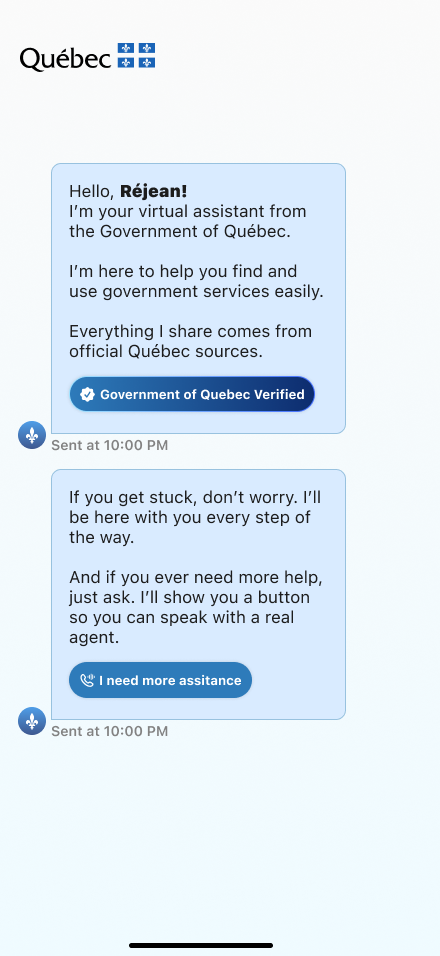 Québec
Hello, Réjean!
I’m your virtual assistant from
the Government of Québec.
I’m here to help you find and
use government services easily.
Everything I share comes from
official Québec sources.
Government of Quebec Verified
Sent at 10:00 PM
If you get stuck, don’t worry. I’ll
be here with you every step of
the way.
And if you ever need more help,
just ask. I’ll show you a button
so you can speak with a real
agent.
I need more assitance
Sent at 10:00 PM